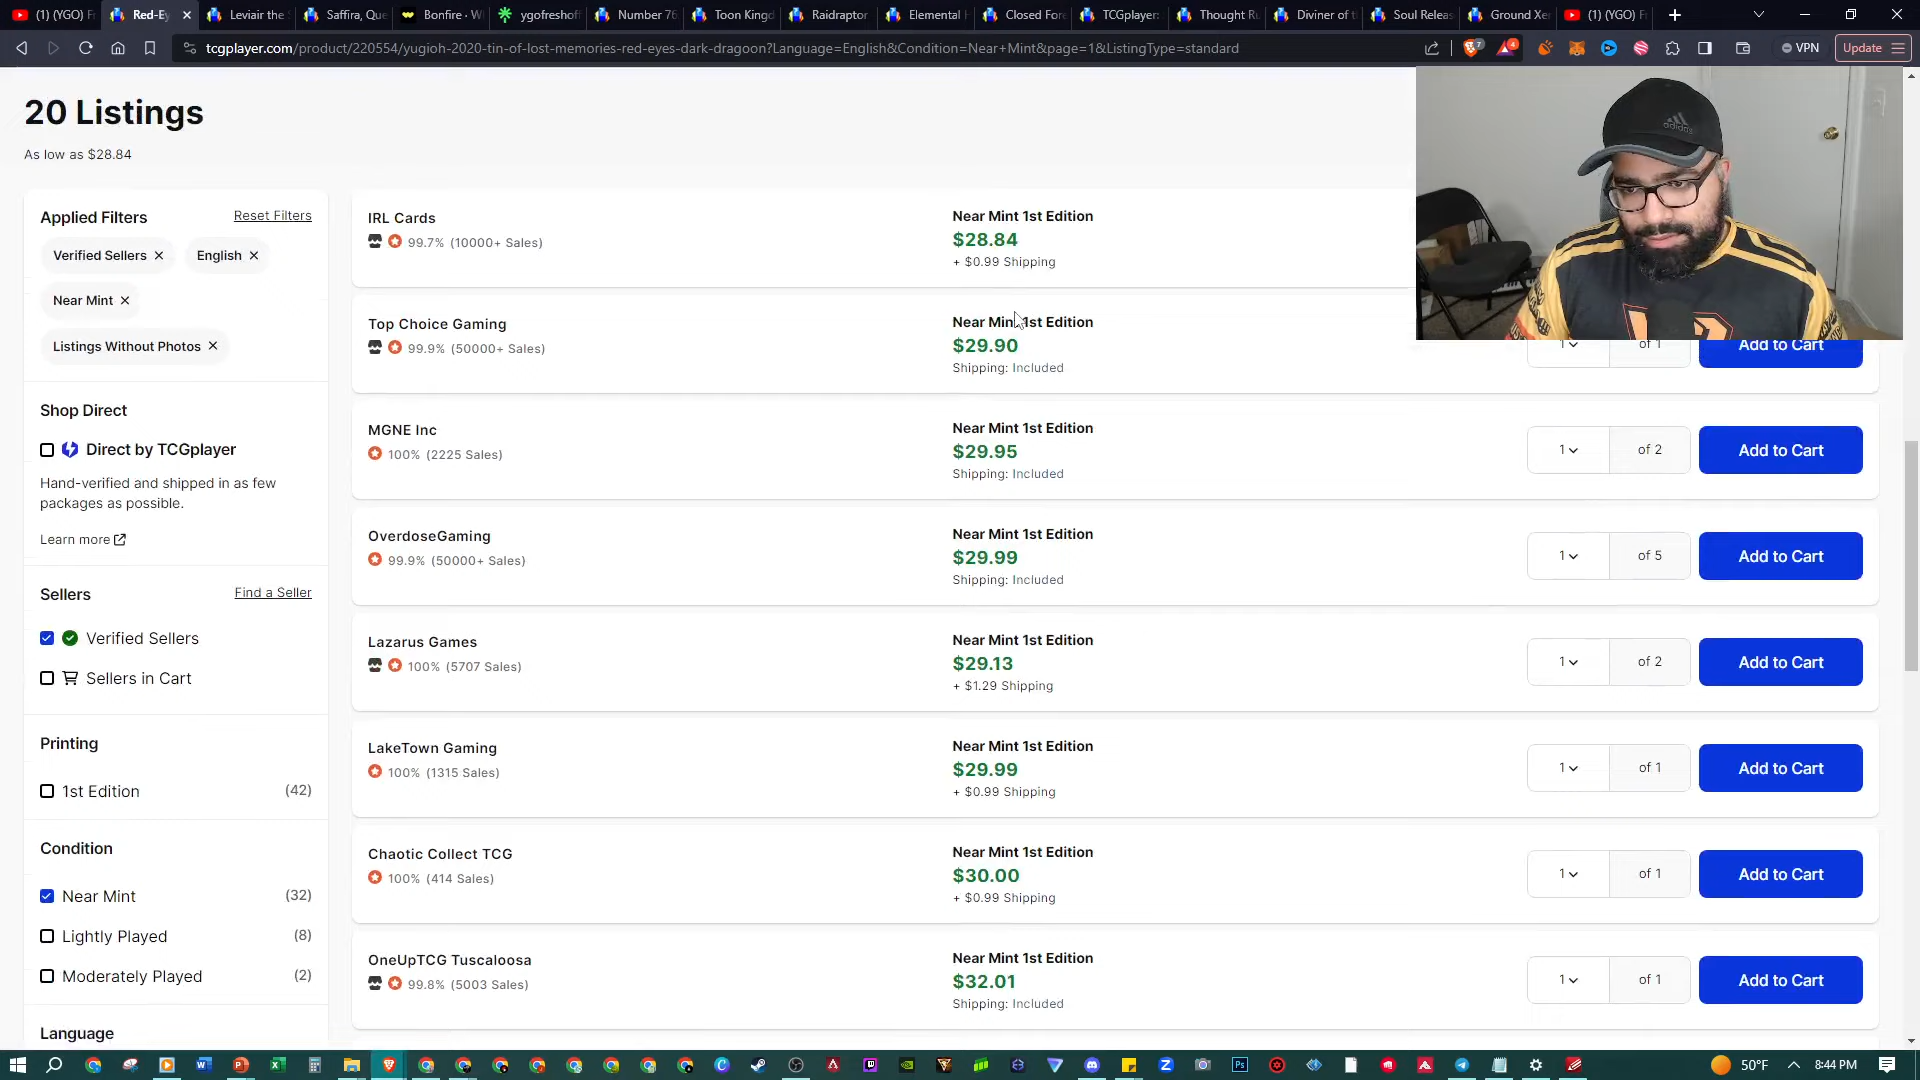 (1) (YGO) Fr
Red-Ey
Leviair the S
Saffira, Que
Bonfire · W
ygofreshoff
Number 76
Toon Kingd
Raidraptor
Elemental H
Closed Fore
TCGplayer:
Thought Ru
Diviner of t
Soul Releas
Ground Xer
(1) (YGO) Fr
tcgplayer.com/product/220554/yugioh-2020-tin-of-lost-memories-red-eyes-dark-dragoon?Language=English&Condition=Near+Mint&page=1&ListingType=standard
7
4
VPN
Update
20 Listings
As low as $28.84
Applied Filters
Reset Filters
Verified Sellers
English
Near Mint
Listings Without Photos
Shop Direct
Direct by TCGplayer
Hand-verified and shipped in as few
packages as possible.
Learn more
Sellers
Find a Seller
Verified Sellers
Sellers in Cart
Printing
1st Edition (42)
Condition
Near Mint (32)
Lightly Played (8)
Moderately Played (2)
Language
IRL Cards
99.7% (10000+ Sales)
Near Mint 1st Edition
$28.84
+ $0.99 Shipping
Top Choice Gaming
99.9% (50000+ Sales)
Near Mint 1st Edition
$29.90
Shipping: Included
1 of 1
Add to Cart
MGNE Inc
100% (2225 Sales)
Near Mint 1st Edition
$29.95
Shipping: Included
1 of 2
Add to Cart
OverdoseGaming
99.9% (50000+ Sales)
Near Mint 1st Edition
$29.99
Shipping: Included
1 of 5
Add to Cart
Lazarus Games
100% (5707 Sales)
Near Mint 1st Edition
$29.13
+ $1.29 Shipping
1 of 2
Add to Cart
LakeTown Gaming
100% (1315 Sales)
Near Mint 1st Edition
$29.99
+ $0.99 Shipping
1 of 1
Add to Cart
Chaotic Collect TCG
100% (414 Sales)
Near Mint 1st Edition
$30.00
+ $0.99 Shipping
1 of 1
Add to Cart
OneUpTCG Tuscaloosa
99.8% (5003 Sales)
Near Mint 1st Edition
$32.01
Shipping: Included
1 of 1
Add to Cart
adidas
50°F
8:44 PM